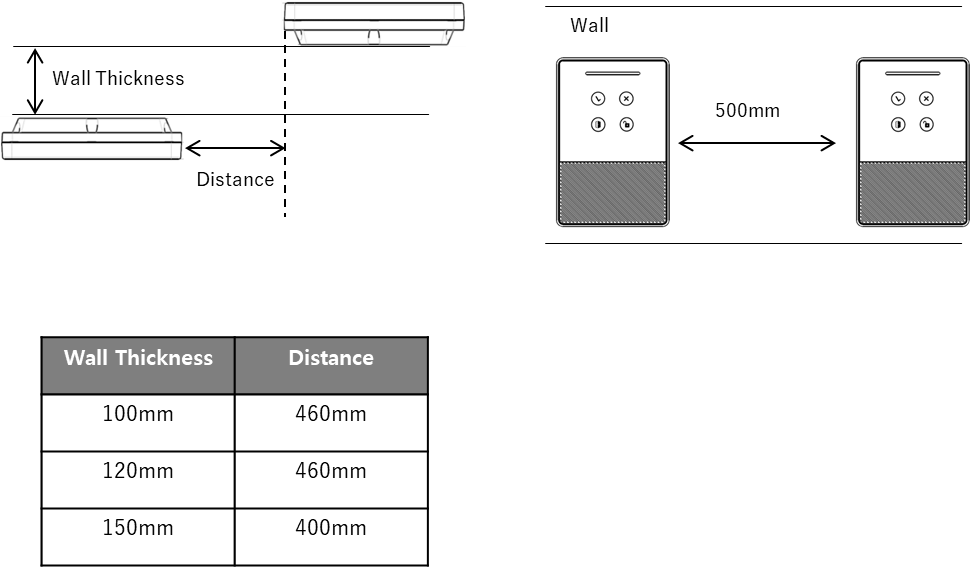 Wall Thickness
Distance
Wall
500mm
Wall Thickness Distance
100mm 460mm
120mm 460mm
150mm 400mm